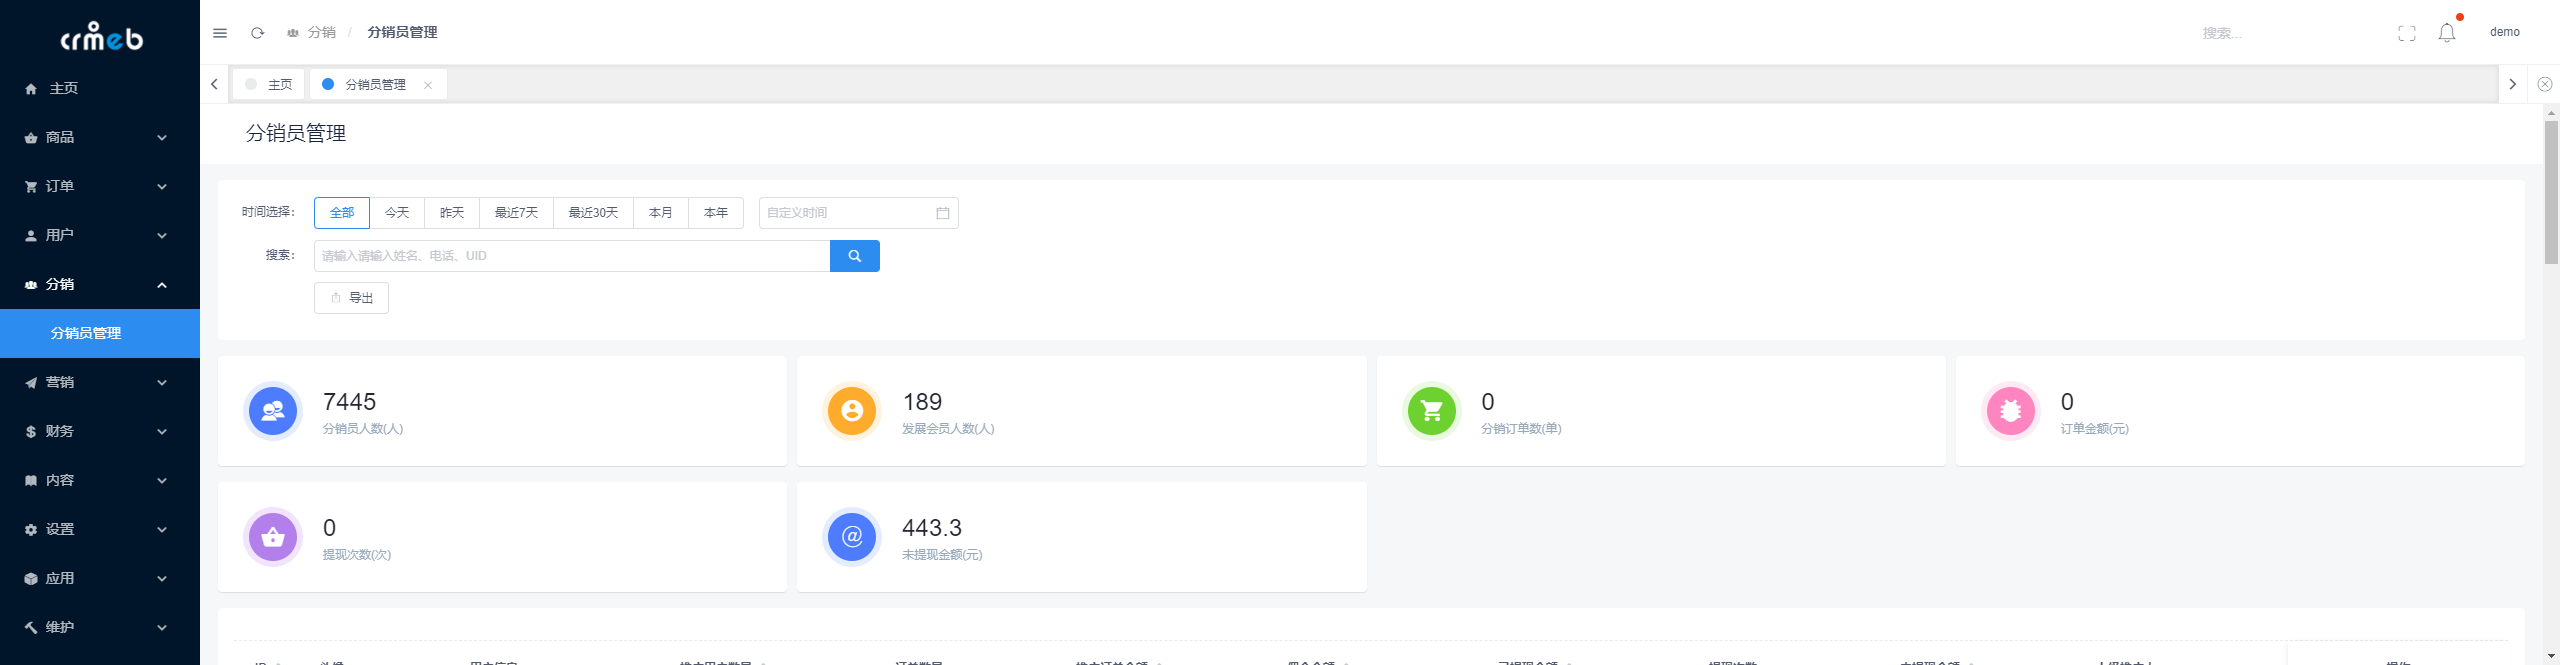 crmeb
分销 / 分销员管理
搜索...
demo
主页
分销员管理
主页
商品
订单
用户
分销
分销员管理
营销
财务
内容
设置
应用
维护
分销员管理
时间选择：
全部 今天 昨天 最近7天 最近30天 本月 本年
自定义时间
搜索：
请输入请输入姓名、电话、UID
导出
7445
分销员人数(人)
189
发展会员人数(人)
0
分销订单数(单)
0
订单金额(元)
0
提现次数(次)
@
443.3
未提现金额(元)